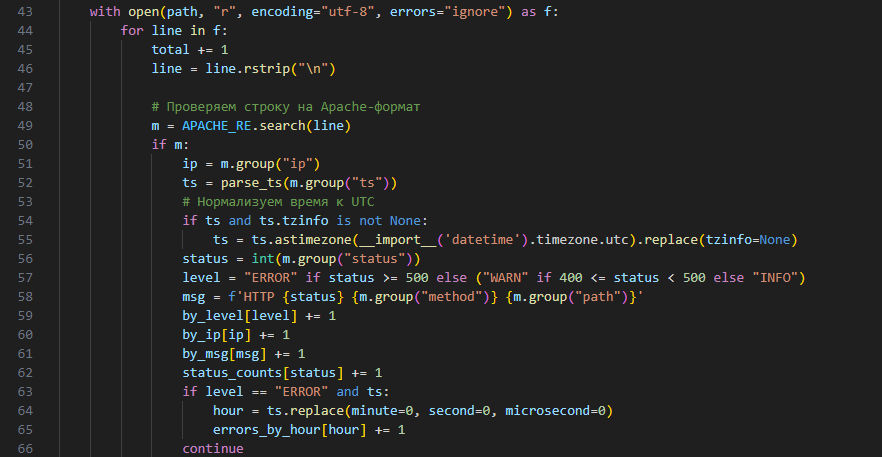 43 with open(path, "r", encoding="utf-8", errors="ignore") as f:
44 for line in f:
45 total += 1
46 line = line.rstrip("\n")
47
48 # Проверяем строку на Apache-формат
49 m = APACHE_RE.search(line)
50 if m:
51 ip = m.group("ip")
52 ts = parse_ts(m.group("ts"))
53 # Нормализуем время к UTC
54 if ts and ts.tzinfo is not None:
55 ts = ts.astimezone(__import__('datetime').timezone.utc).replace(tzinfo=None)
56 status = int(m.group("status"))
57 level = "ERROR" if status >= 500 else ("WARN" if 400 <= status < 500 else "INFO")
58 msg = f'HTTP {status} {m.group("method")} {m.group("path")}'
59 by_level[level] += 1
60 by_ip[ip] += 1
61 by_msg[msg] += 1
62 status_counts[status] += 1
63 if level == "ERROR" and ts:
64 hour = ts.replace(minute=0, second=0, microsecond=0)
65 errors_by_hour[hour] += 1
66 continue